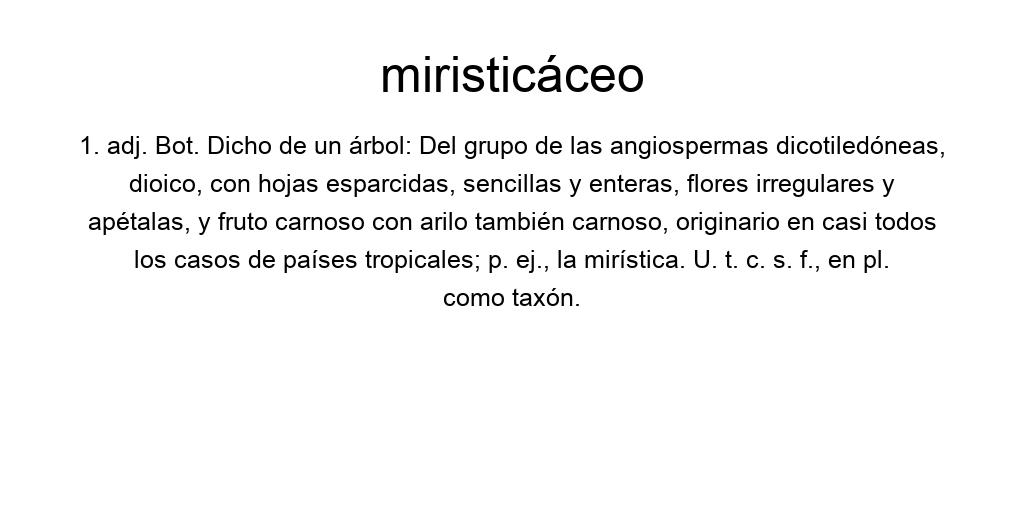 miristicáceo
1. adj. Bot. Dicho de un árbol: Del grupo de las angiospermas dicotiledóneas,
dioico, con hojas esparcidas, sencillas y enteras, flores irregulares y
apétalas, y fruto carnoso con arilo también carnoso, originario en casi todos
los casos de países tropicales; p. ej., la mirística. U. t. c. s. f., en pl.
como taxón.